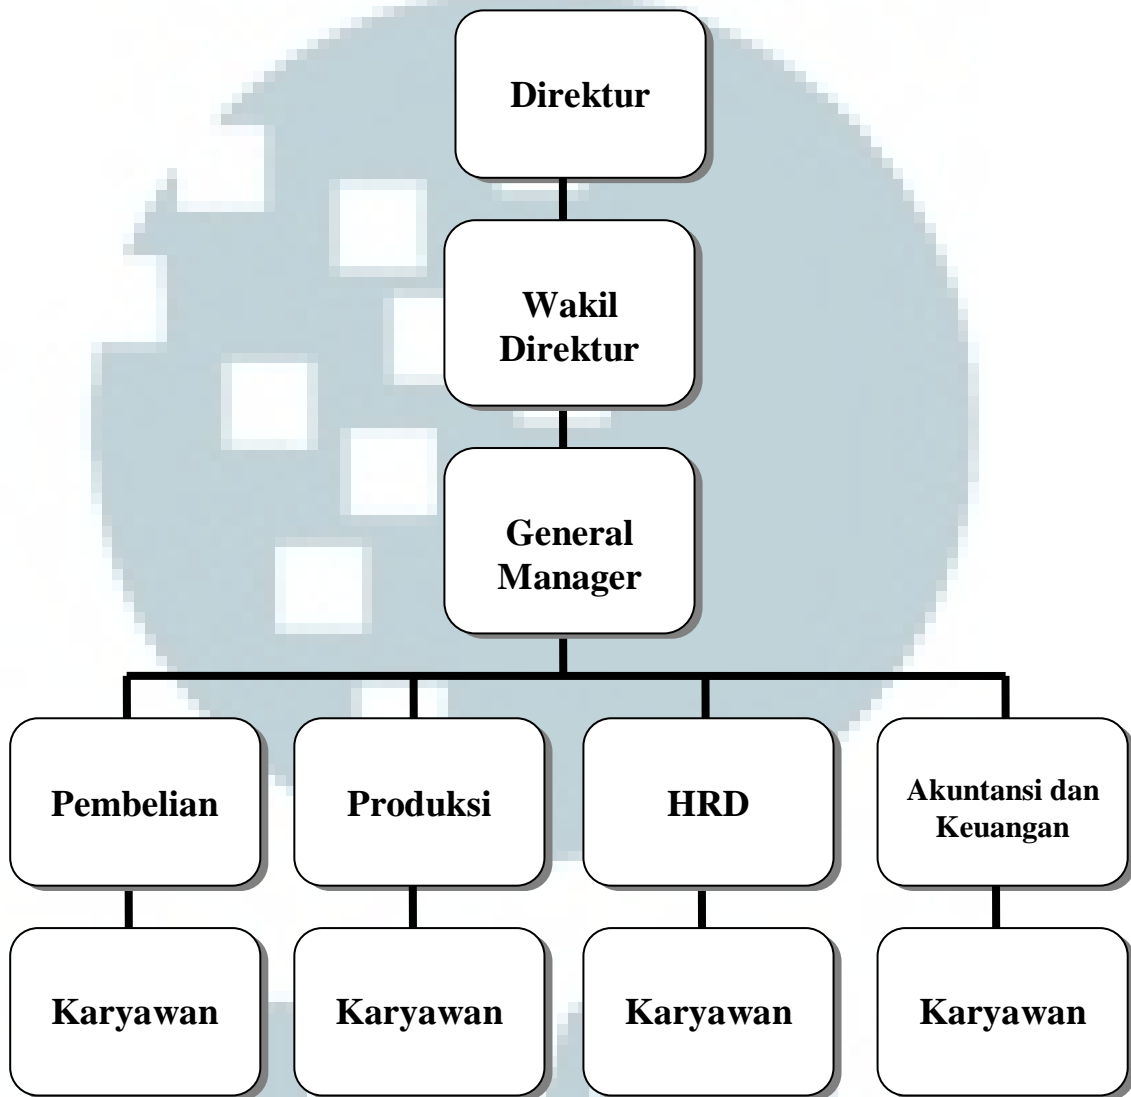 Direktur
Wakil
Direktur
General
Manager
Pembelian
Produksi
HRD
Akuntansi dan
Keuangan
Karyawan
Karyawan
Karyawan
Karyawan